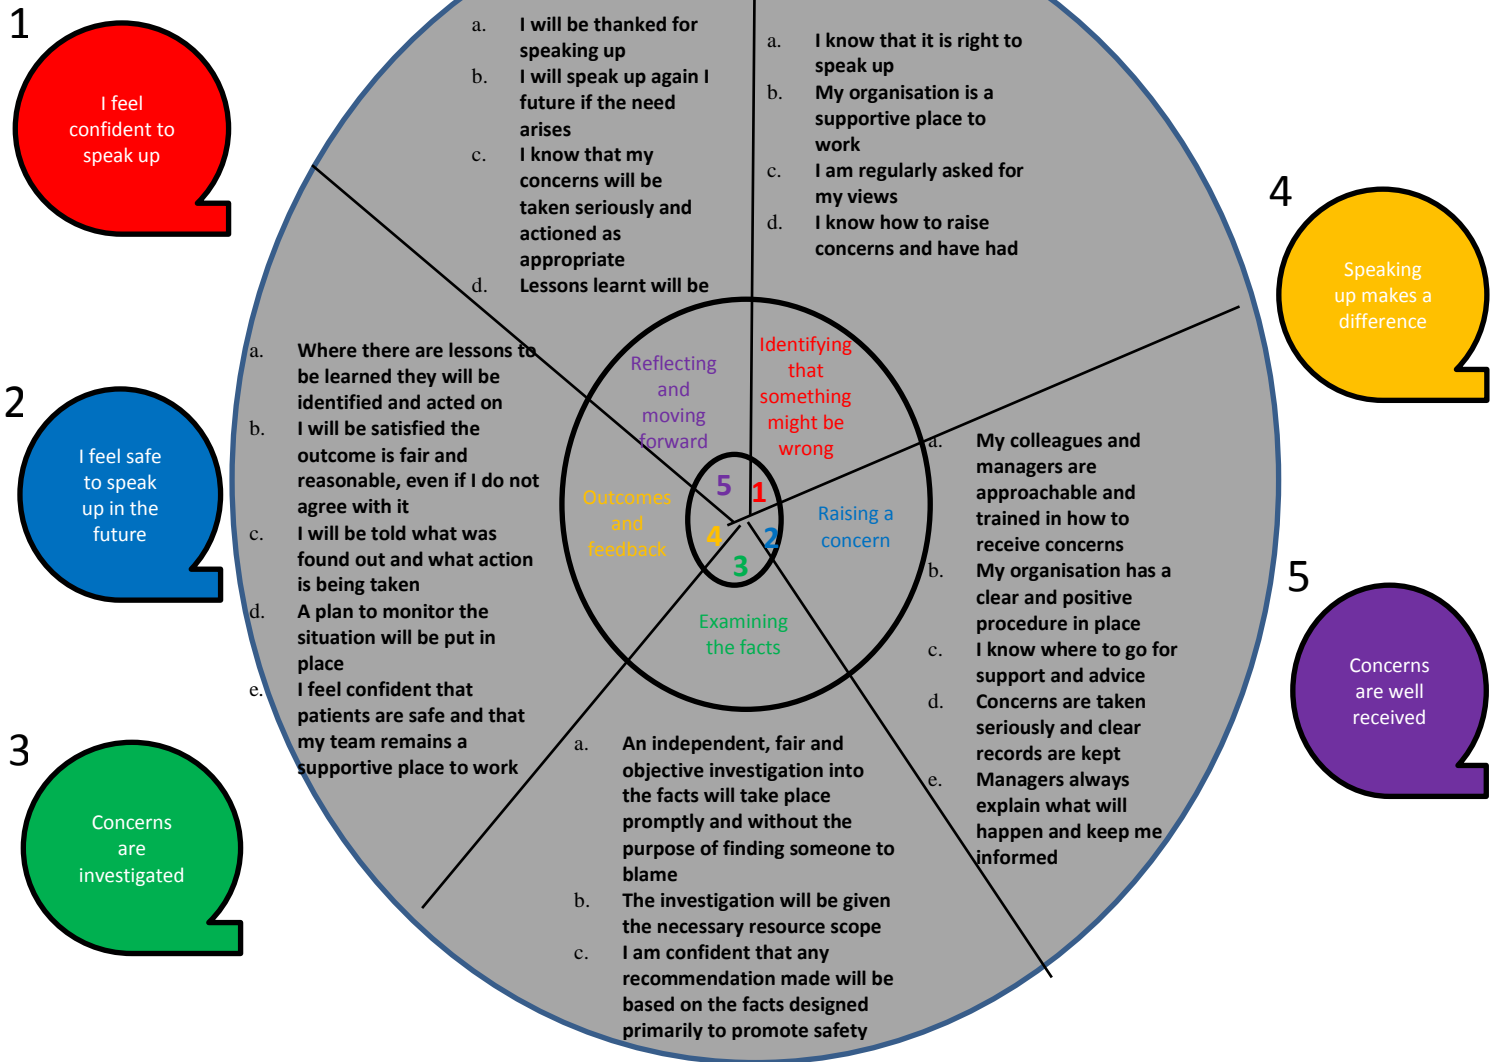 1
I feel
confident to
speak up
2
I feel safe
to speak
up in the
future
3
Concerns
are
investigated
4
Speaking
up makes a
difference
5
Concerns
are well
received
a. I will be thanked for
speaking up
b. I will speak up again I
future if the need
arises
c. I know that my
concerns will be
taken seriously and
actioned as
appropriate
d. Lessons learnt will be
a. I know that it is right to
speak up
b. My organisation is a
supportive place to
work
c. I am regularly asked for
my views
d. I know how to raise
concerns and have had
a. Where there are lessons to
be learned they will be
identified and acted on
b. I will be satisfied the
outcome is fair and
reasonable, even if I do not
agree with it
c. I will be told what was
found out and what action
is being taken
d. A plan to monitor the
situation will be put in
place
e. I feel confident that
patients are safe and that
my team remains a
supportive place to work
a. My colleagues and
managers are
approachable and
trained in how to
receive concerns
b. My organisation has a
clear and positive
procedure in place
c. I know where to go for
support and advice
d. Concerns are taken
seriously and clear
records are kept
e. Managers always
explain what will
happen and keep me
informed
a. An independent, fair and
objective investigation into
the facts will take place
promptly and without the
purpose of finding someone to
blame
b. The investigation will be given
the necessary resource scope
c. I am confident that any
recommendation made will be
based on the facts designed
primarily to promote safety
Reflecting
and
moving
forward
Identifying
that
something
might be
wrong
Outcomes
and
feedback
Raising a
concern
Examining
the facts
5
1
4
2
3